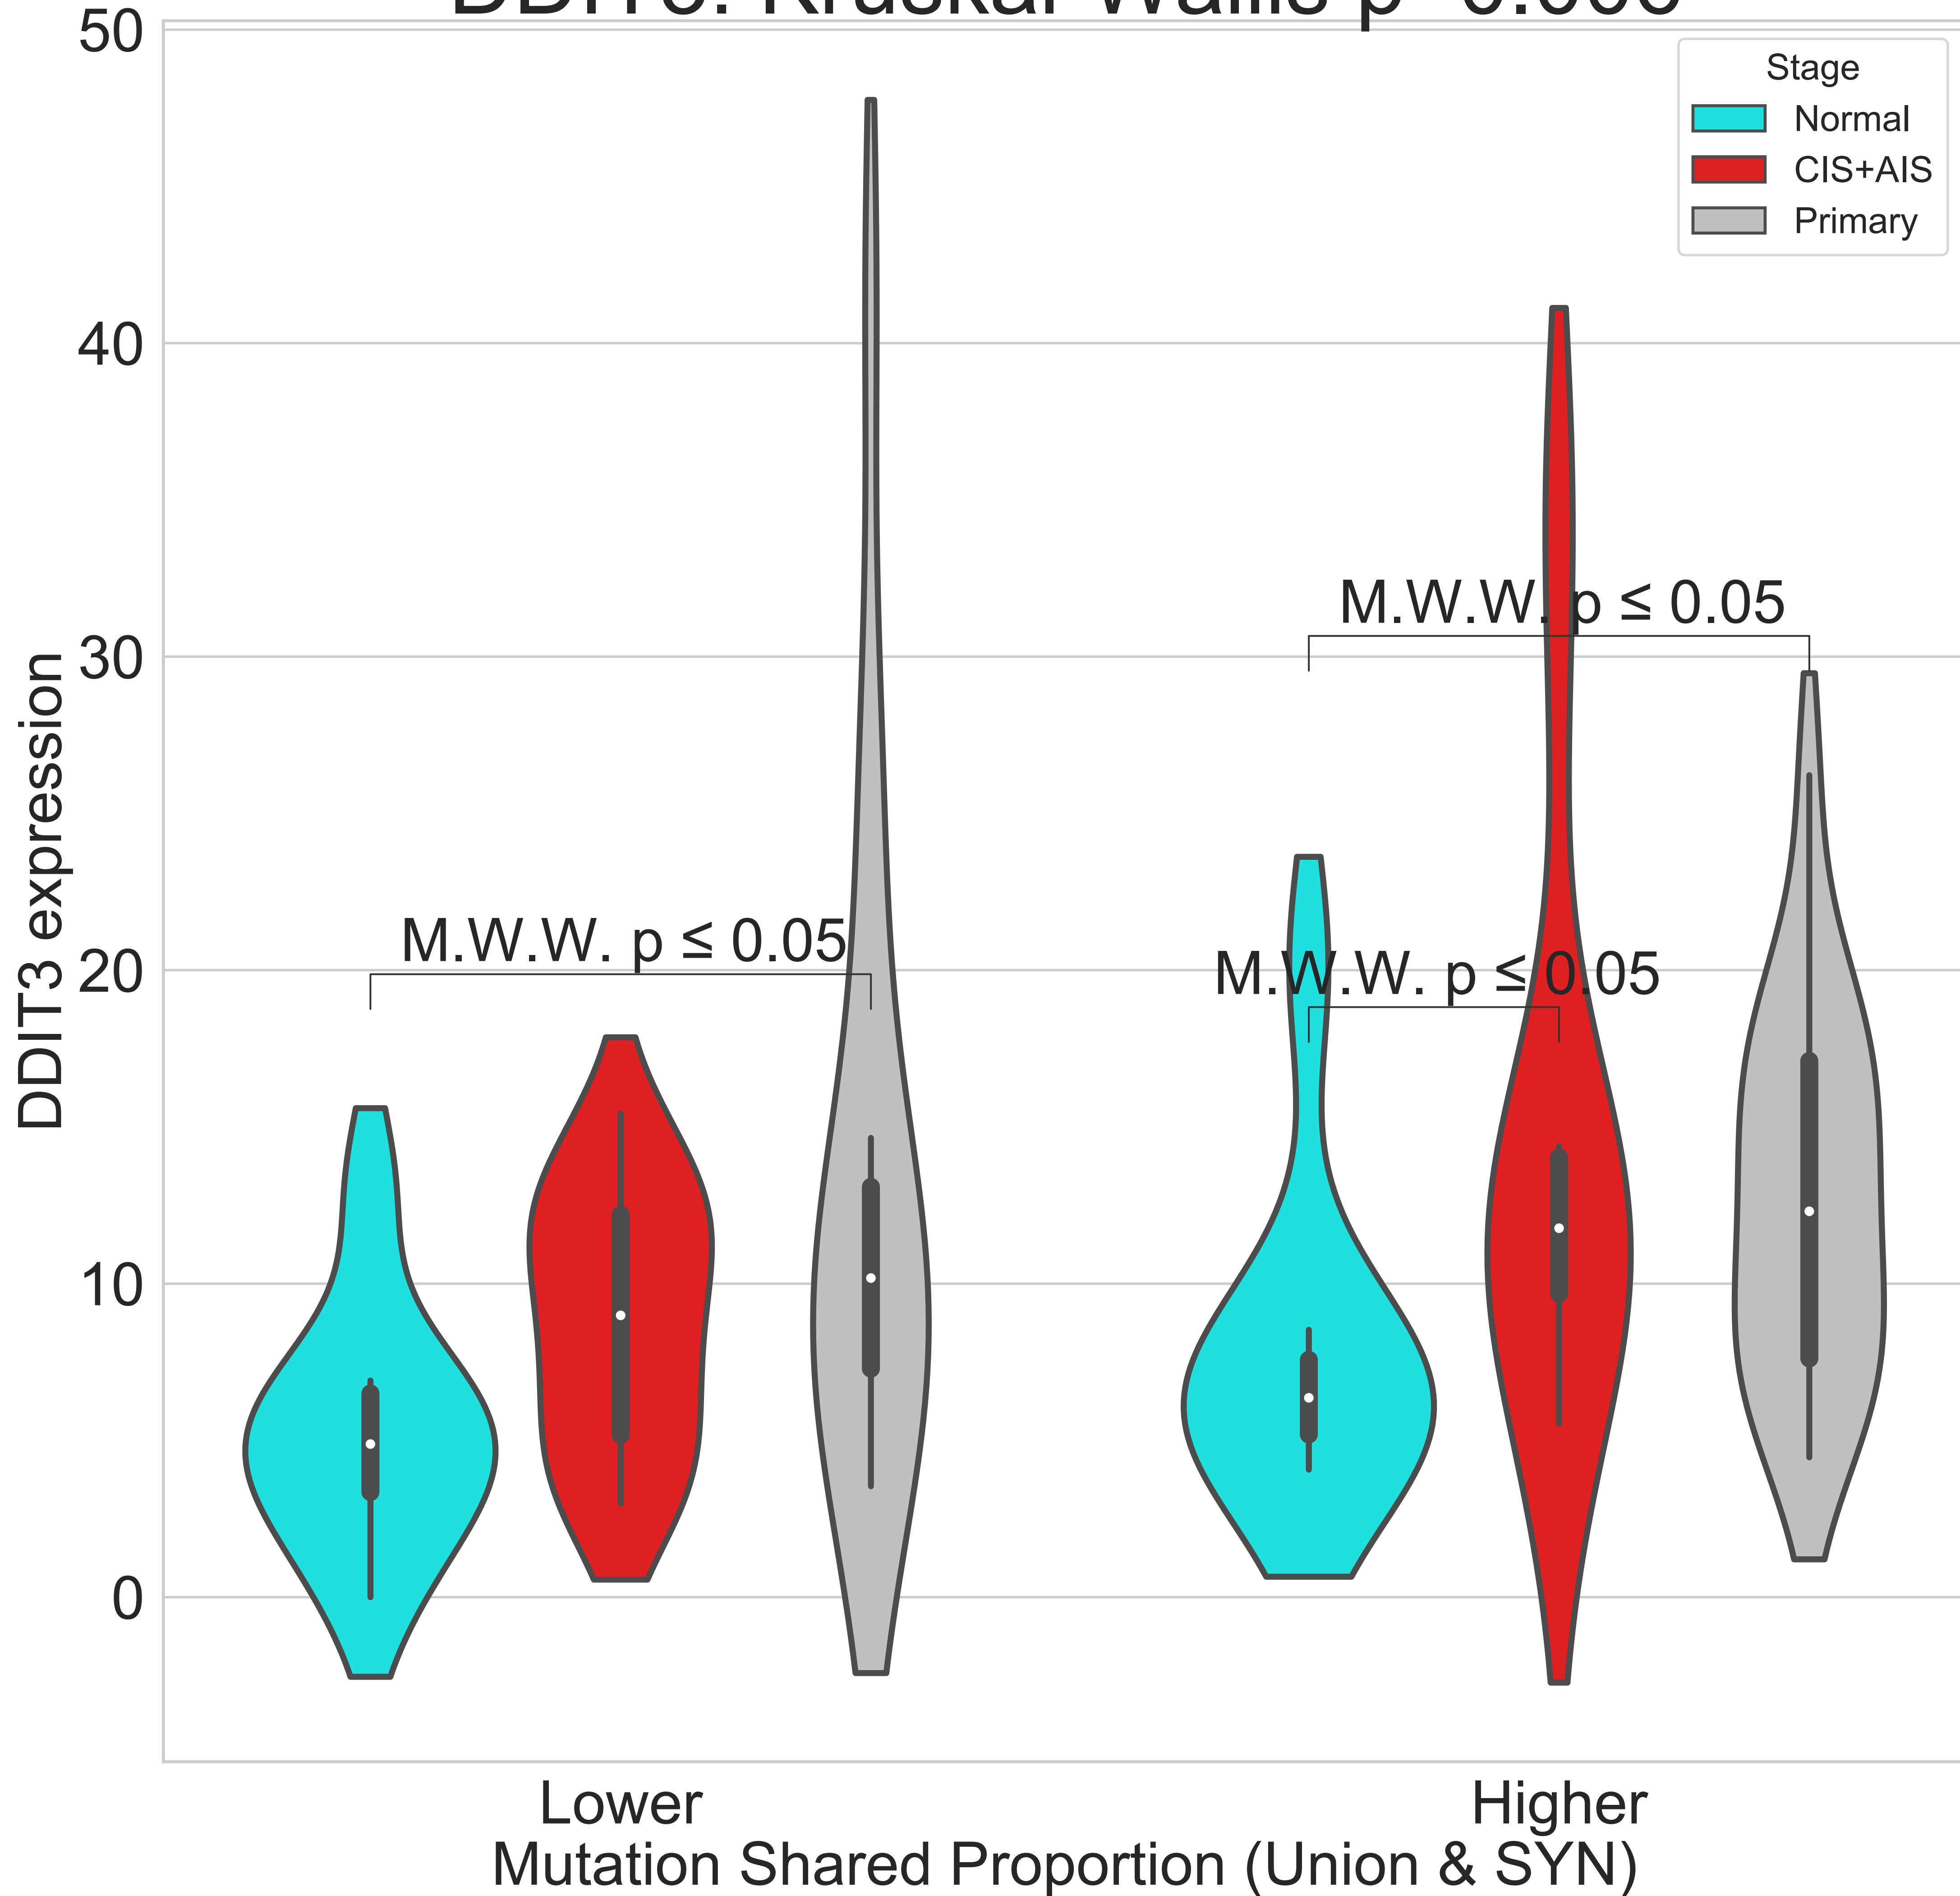 50
40
30
20
10
0
DDIT3 expression
Stage
Normal
CIS+AIS
Primary
M.W.W. p ≤ 0.05
M.W.W. p ≤ 0.05
M.W.W. p ≤ 0.05
Lower
Higher
Mutation Shared Proportion (Union & SYN)